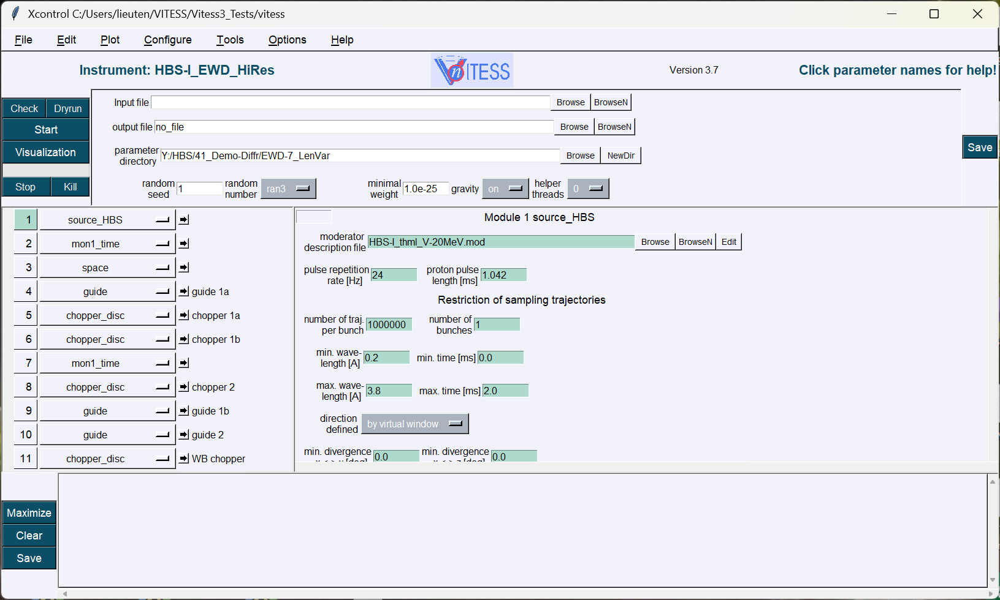 Xcontrol C:/Users/lieuten/VITESS/Vitess3_Tests/vitess
File Edit Plot Configure Tools Options Help
Instrument: HBS-I_EWD_HiRes
VnITESS
Version 3.7
Click parameter names for help!
Check Dryrun
Start
Visualization
Stop Kill
Input file Browse BrowseN
output file no_file Browse BrowseN
parameter
directory Y:/HBS/41_Demo-Diffr/EWD-7_LenVar Browse NewDir
random
seed 1 random
number ran3 minimal
weight 1.0e-25 gravity on helper
threads 0
Save
1 source_HBS
2 mon1_time
3 space
4 guide guide 1a
5 chopper_disc chopper 1a
6 chopper_disc chopper 1b
7 mon1_time
8 chopper_disc chopper 2
9 guide guide 1b
10 guide guide 2
11 chopper_disc WB chopper
Module 1 source_HBS
moderator
description file HBS-I_thml_V-20MeV.mod Browse BrowseN Edit
pulse repetition
rate [Hz] 24 proton pulse
length [ms] 1.042
Restriction of sampling trajectories
number of traj.
per bunch 1000000 number of
bunches 1
min. wave-
length [A] 0.2 min. time [ms] 0.0
max. wave-
length [A] 3.8 max. time [ms] 2.0
direction
defined by virtual window
min. divergence 0.0 min. divergence 0.0
Maximize
Clear
Save